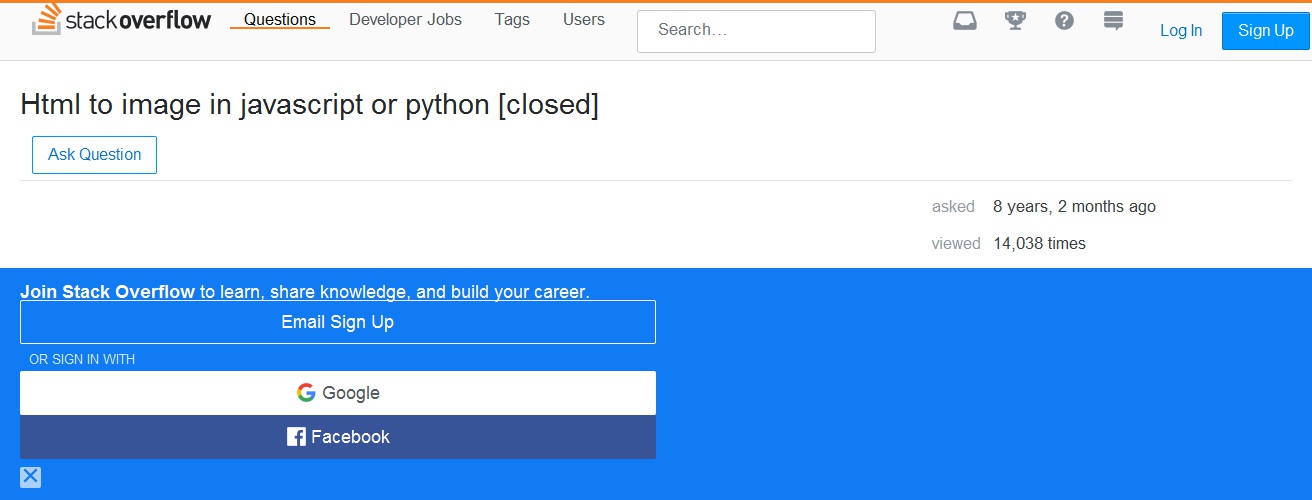 stackoverflow Questions Developer Jobs Tags Users Search... Log In Sign Up
Html to image in javascript or python [closed]
Ask Question
asked 8 years, 2 months ago
viewed 14,038 times
Join Stack Overflow to learn, share knowledge, and build your career.
Email Sign Up
OR SIGN IN WITH
Google
Facebook